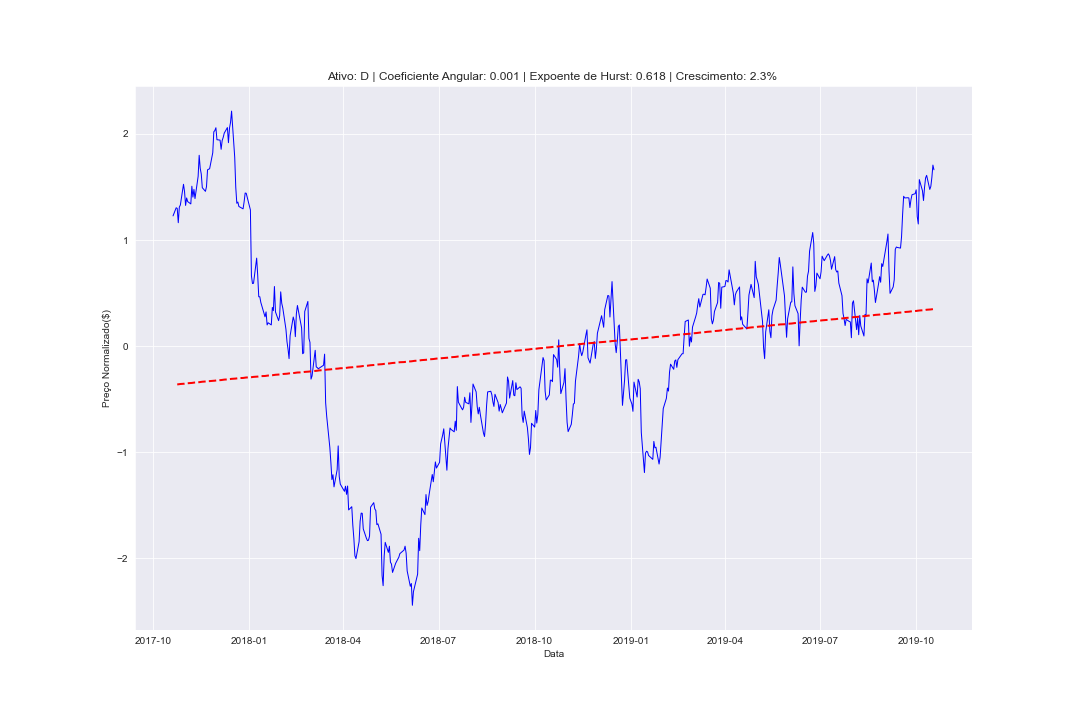 Ativo: D | Coeficiente Angular: 0.001 | Expoente de Hurst: 0.618 | Crescimento: 2.3%
Preço Normalizado($)
2
1
0
−1
−2
2017-10 2018-01 2018-04 2018-07 2018-10 2019-01 2019-04 2019-07 2019-10
Data